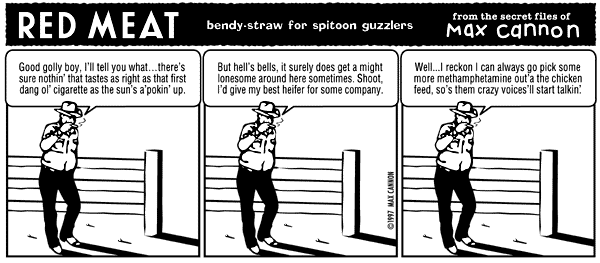 RED MEAT
bendy-straw for spitoon guzzlers
from the secret files of
Max cannon
Good golly boy, I'll tell you what...there's
sure nothin' that tastes as right as that first
dang ol' cigarette as the sun's a'pokin' up.
But hell's bells, it surely does get a might
lonesome around here sometimes. Shoot,
I'd give my best heifer for some company.
©1997 MAX CANNON
Well...I reckon I can always go pick some
more methamphetamine out'a the chicken
feed, so's them crazy voices'll start talkin'.